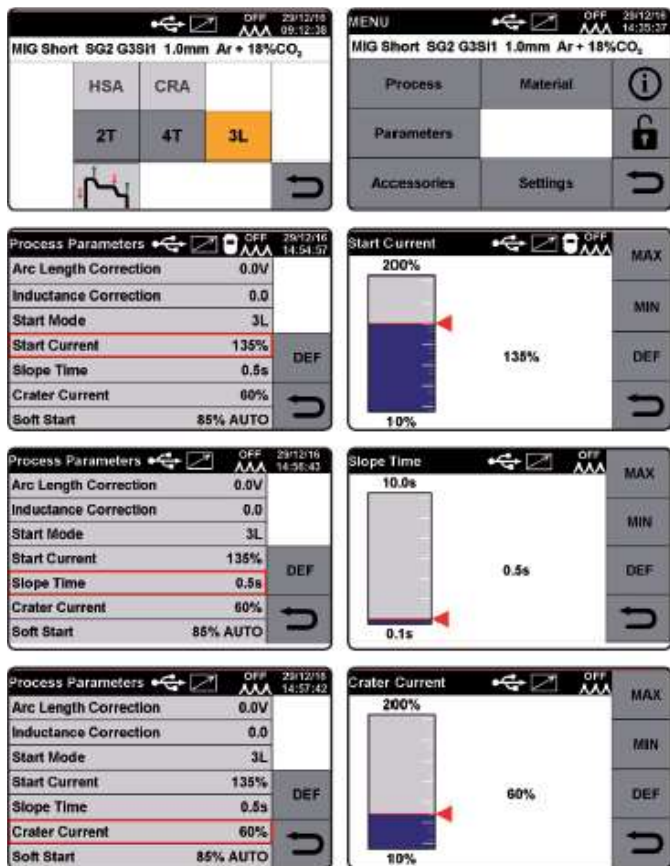 OFF 29/12/16
09:12:38
MIG Short SG2 G3Si1 1.0mm Ar + 18%CO₂
HSA CRA
2T 4T 3L
MENU OFF 29/12/16
14:35:37
MIG Short SG2 G3Si1 1.0mm Ar + 18%CO₂
Process Material
Parameters
Accessories Settings
Process Parameters OFF 29/12/16
14:54:57
Arc Length Correction 0.0V
Inductance Correction 0.0
Start Mode 3L
Start Current 135%
DEF
Slope Time 0.5s
Crater Current 60%
Soft Start 85% AUTO
Start Current OFF
200%
MAX
MIN
135%
DEF
10%
Process Parameters OFF 29/12/16
14:56:43
Arc Length Correction 0.0V
Inductance Correction 0.0
Start Mode 3L
Start Current 135%
DEF
Slope Time 0.5s
Crater Current 60%
Soft Start 85% AUTO
Slope Time OFF
10.0s
MAX
MIN
0.5s
DEF
0.1s
Process Parameters OFF 29/12/16
14:57:42
Arc Length Correction 0.0V
Inductance Correction 0.0
Start Mode 3L
Start Current 135%
DEF
Slope Time 0.5s
Crater Current 60%
Soft Start 85% AUTO
Crater Current OFF
200%
MAX
MIN
60%
DEF
10%